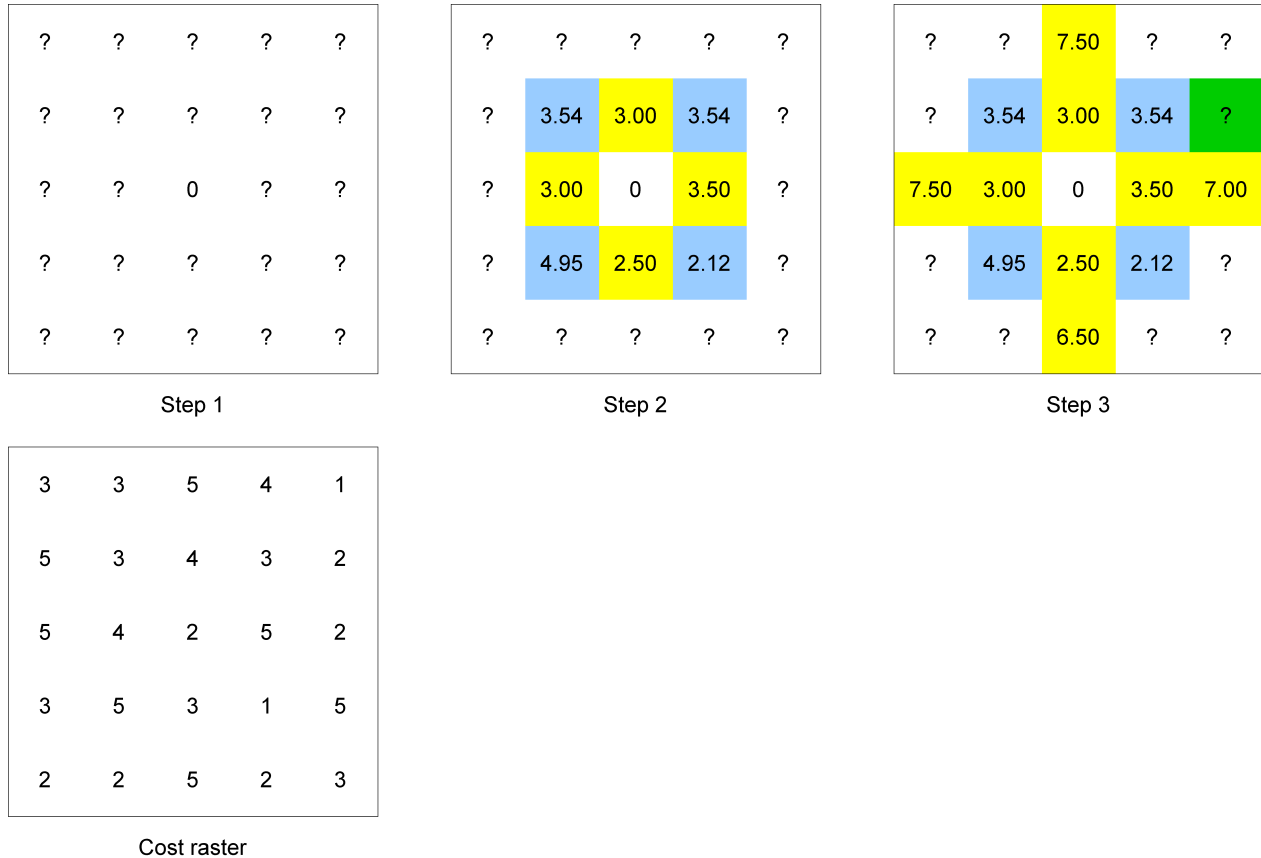 ? ? ? ? ?
? ? ? ? ?
? ? 0 ? ?
? ? ? ? ?
? ? ? ? ?
Step 1
? ? ? ? ?
? 3.54 3.00 3.54 ?
? 3.00 0 3.50 ?
? 4.95 2.50 2.12 ?
? ? ? ? ?
Step 2
? ? 7.50 ? ?
? 3.54 3.00 3.54 ?
7.50 3.00 0 3.50 7.00
? 4.95 2.50 2.12 ?
? ? 6.50 ? ?
Step 3
3 3 5 4 1
5 3 4 3 2
5 4 2 5 2
3 5 3 1 5
2 2 5 2 3
Cost raster